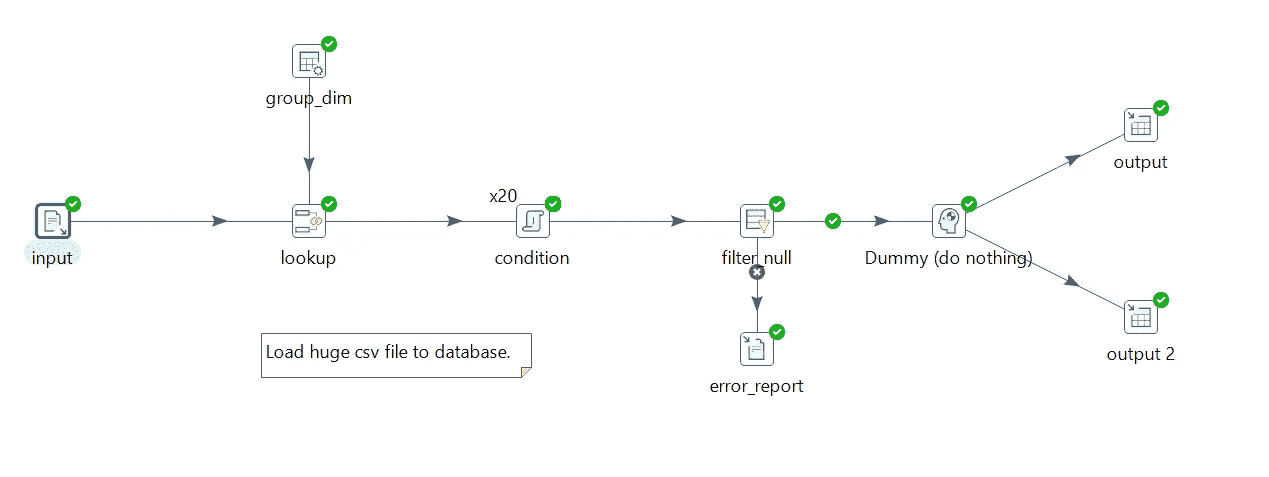 group_dim
x20
input
lookup
condition
filter_null
Dummy (do nothing)
output
output 2
Load huge csv file to database.
error_report